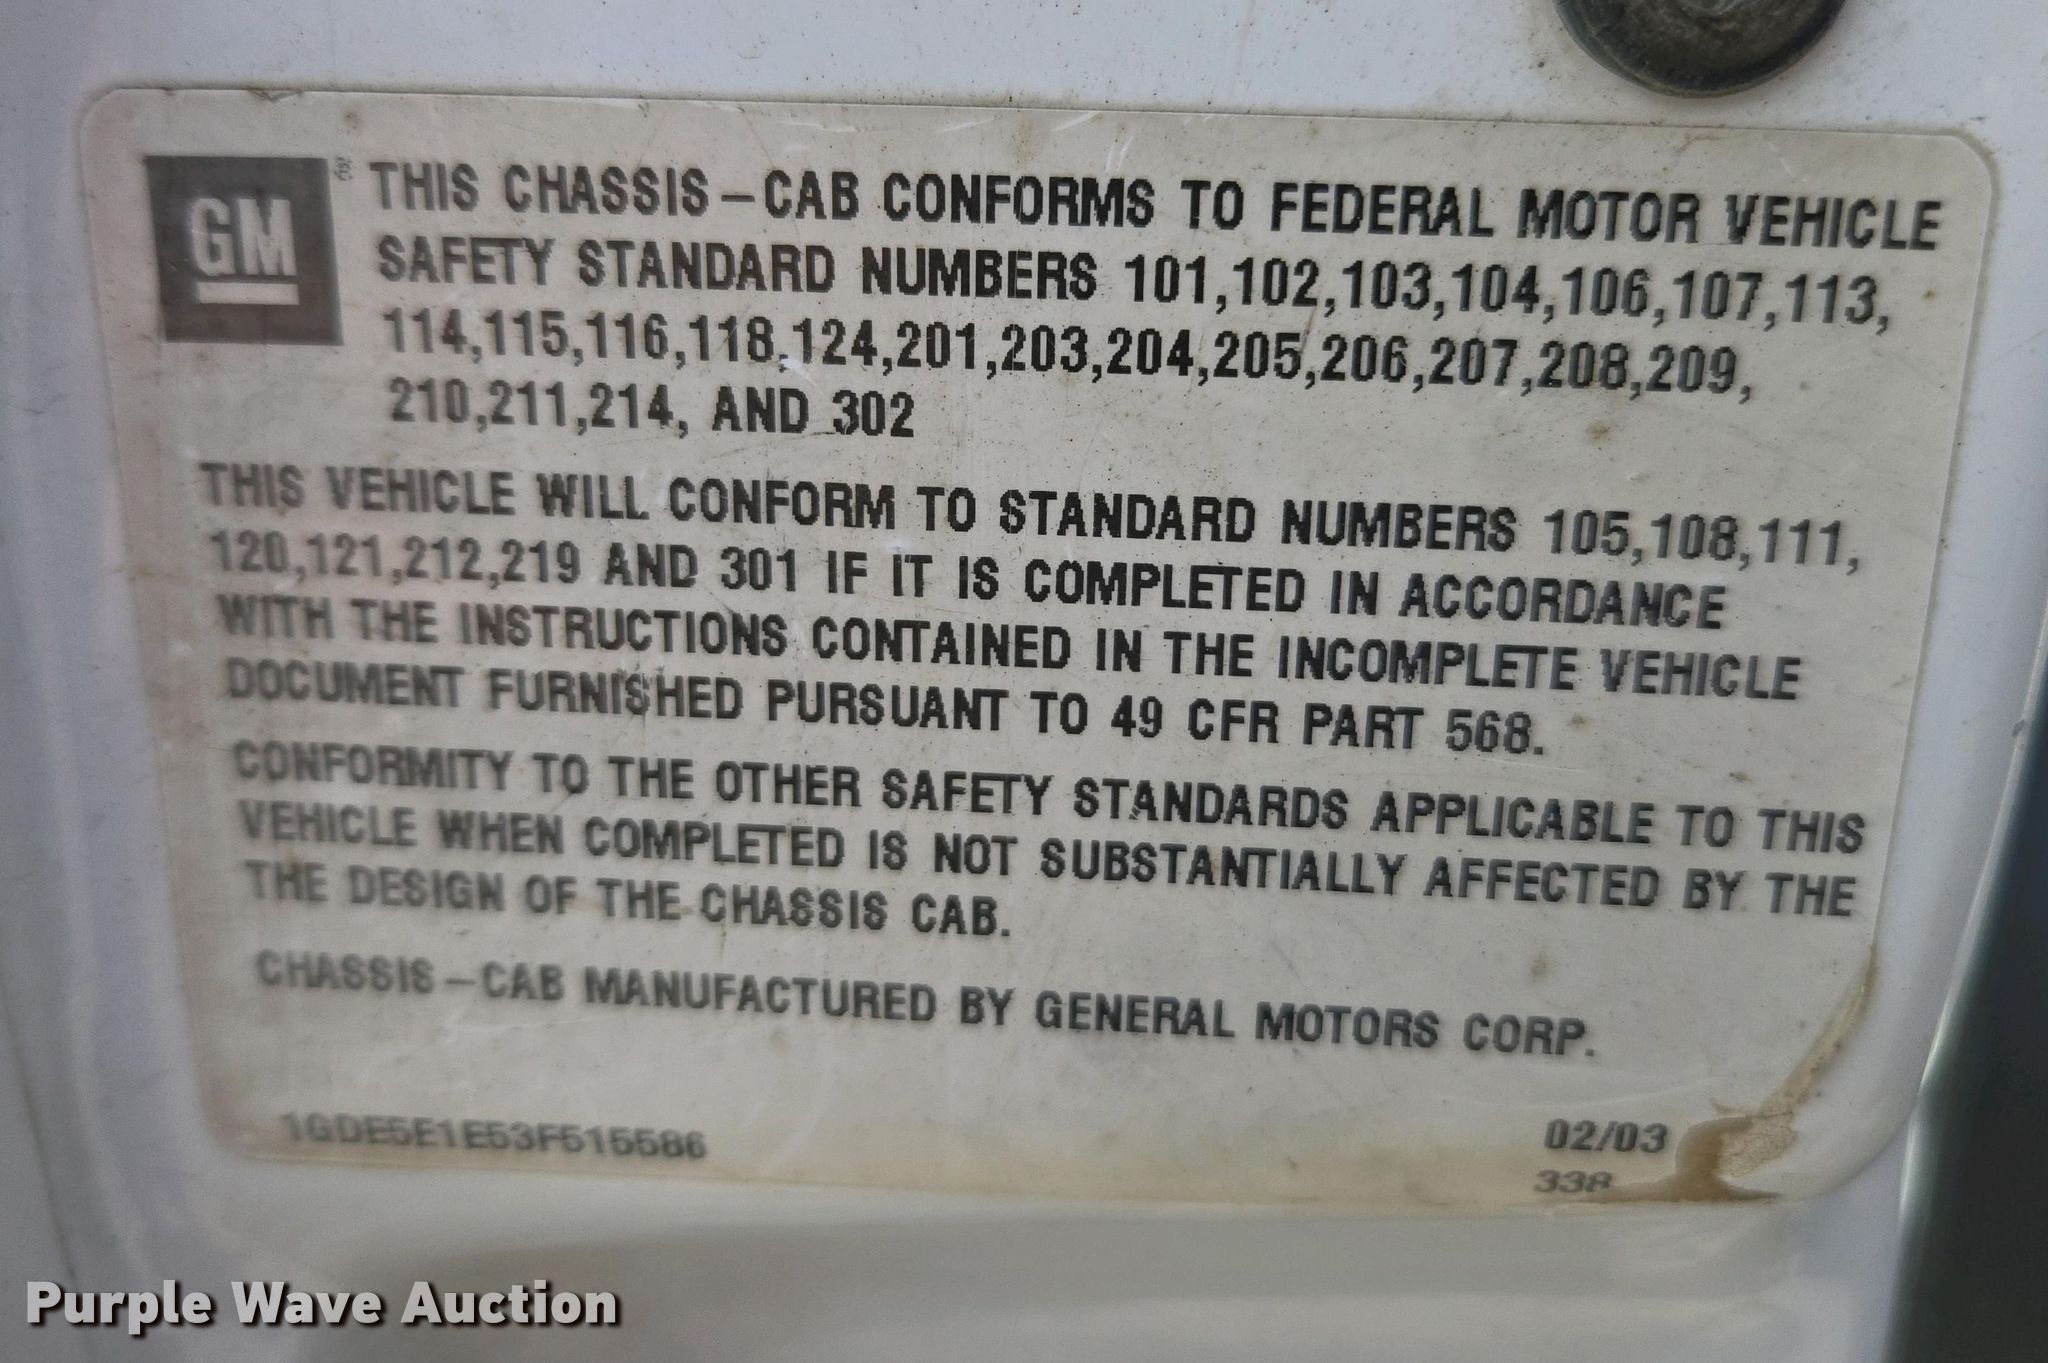 GM
® THIS CHASSIS-CAB CONFORMS TO FEDERAL MOTOR VEHICLE
SAFETY STANDARD NUMBERS 101,102,103,104,106,107,113,
114,115,116,118,124,201,203,204,205,206,207,208,209,
210,211,214, AND 302
THIS VEHICLE WILL CONFORM TO STANDARD NUMBERS 105,108,111,
120,121,212,219 AND 301 IF IT IS COMPLETED IN ACCORDANCE
WITH THE INSTRUCTIONS CONTAINED IN THE INCOMPLETE VEHICLE
DOCUMENT FURNISHED PURSUANT TO 49 CFR PART 568.
CONFORMITY TO THE OTHER SAFETY STANDARDS APPLICABLE TO THIS
VEHICLE WHEN COMPLETED IS NOT SUBSTANTIALLY AFFECTED BY THE
THE DESIGN OF THE CHASSIS CAB.
CHASSIS-CAB MANUFACTURED BY GENERAL MOTORS CORP.
1GDE5E1E53F515586
02/03
338
Purple Wave Auction